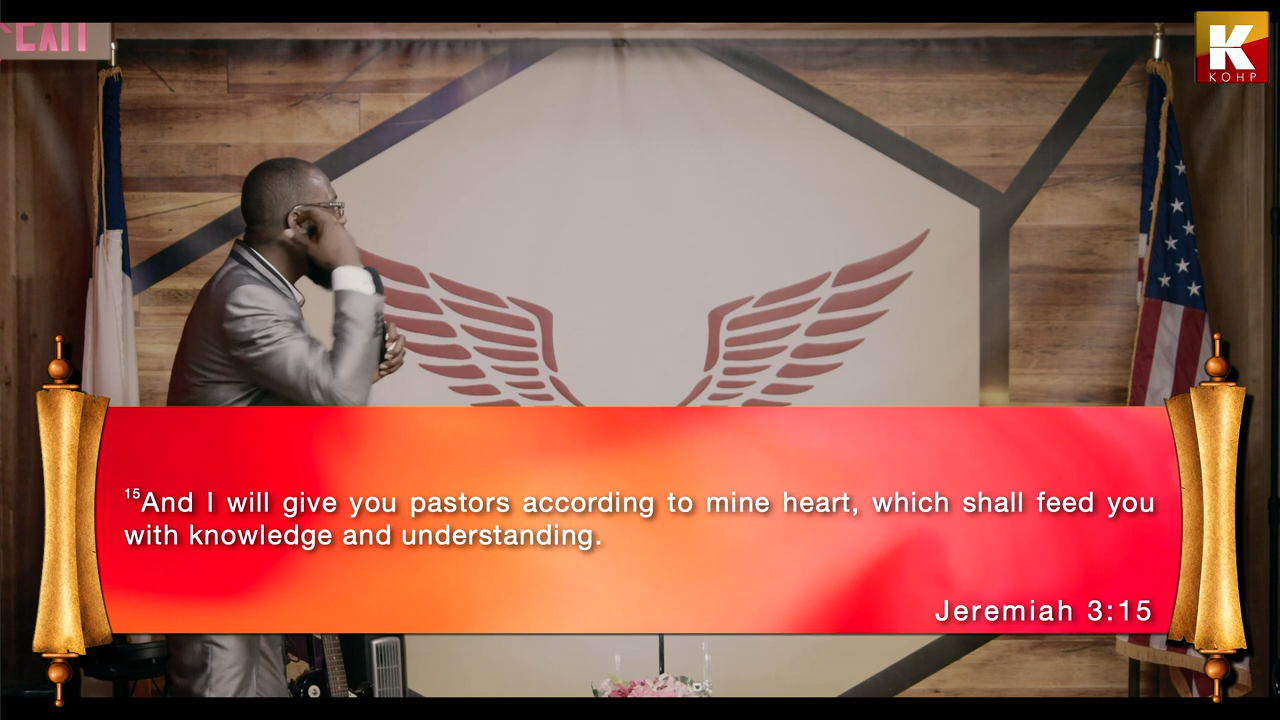 EXIT
K
KOHP
15And I will give you pastors according to mine heart, which shall feed you
with knowledge and understanding.
Jeremiah 3:15